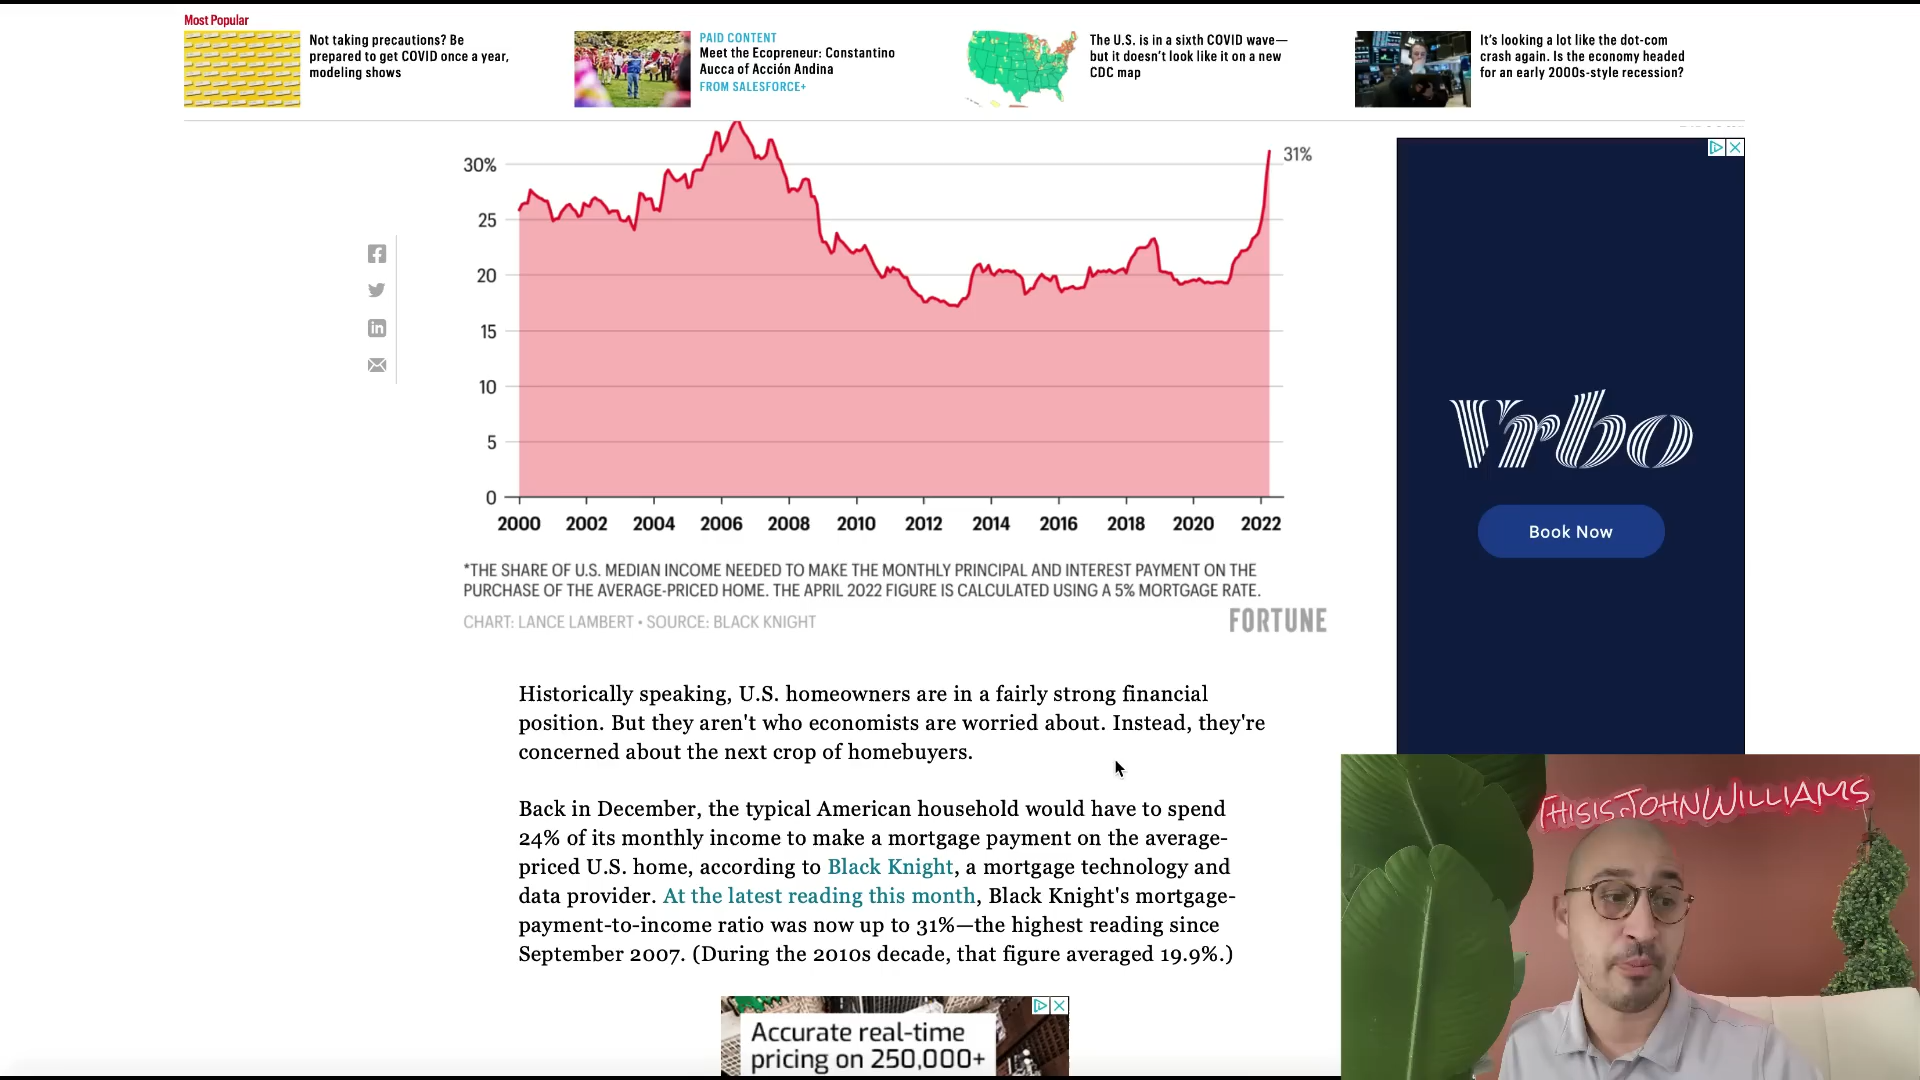 Most Popular
Not taking precautions? Be
prepared to get COVID once a year,
modeling shows
PAID CONTENT
Meet the Ecopreneur: Constantino
Aucca of Acción Andina
FROM SALESFORCE+
The U.S. is in a sixth COVID wave—
but it doesn't look like it on a new
CDC map
It's looking a lot like the dot-com
crash again. Is the economy headed
for an early 2000s-style recession?
30%
31%
25
20
15
10
5
0
2000 2002 2004 2006 2008 2010 2012 2014 2016 2018 2020 2022
*THE SHARE OF U.S. MEDIAN INCOME NEEDED TO MAKE THE MONTHLY PRINCIPAL AND INTEREST PAYMENT ON THE
PURCHASE OF THE AVERAGE-PRICED HOME. THE APRIL 2022 FIGURE IS CALCULATED USING A 5% MORTGAGE RATE.
CHART: LANCE LAMBERT • SOURCE: BLACK KNIGHT
FORTUNE
Vrbo
Book Now
Historically speaking, U.S. homeowners are in a fairly strong financial
position. But they aren't who economists are worried about. Instead, they're
concerned about the next crop of homebuyers.
Back in December, the typical American household would have to spend
24% of its monthly income to make a mortgage payment on the average-
priced U.S. home, according to Black Knight, a mortgage technology and
data provider. At the latest reading this month, Black Knight's mortgage-
payment-to-income ratio was now up to 31%—the highest reading since
September 2007. (During the 2010s decade, that figure averaged 19.9%.)
THISISJOHNWILLIAMS
Accurate real-time
pricing on 250,000+